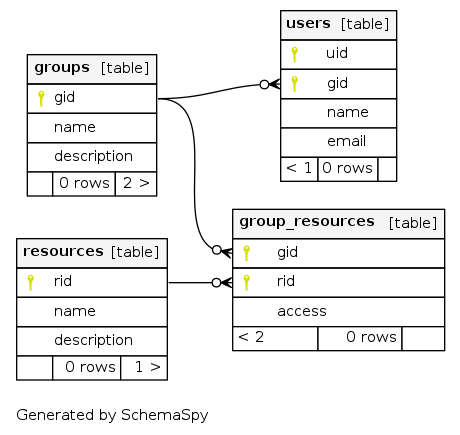 users [table]
uid
gid
name
email
< 1 0 rows
groups [table]
gid
name
description
0 rows 2 >
group_resources [table]
gid
rid
access
< 2 0 rows
resources [table]
rid
name
description
0 rows 1 >
Generated by SchemaSpy